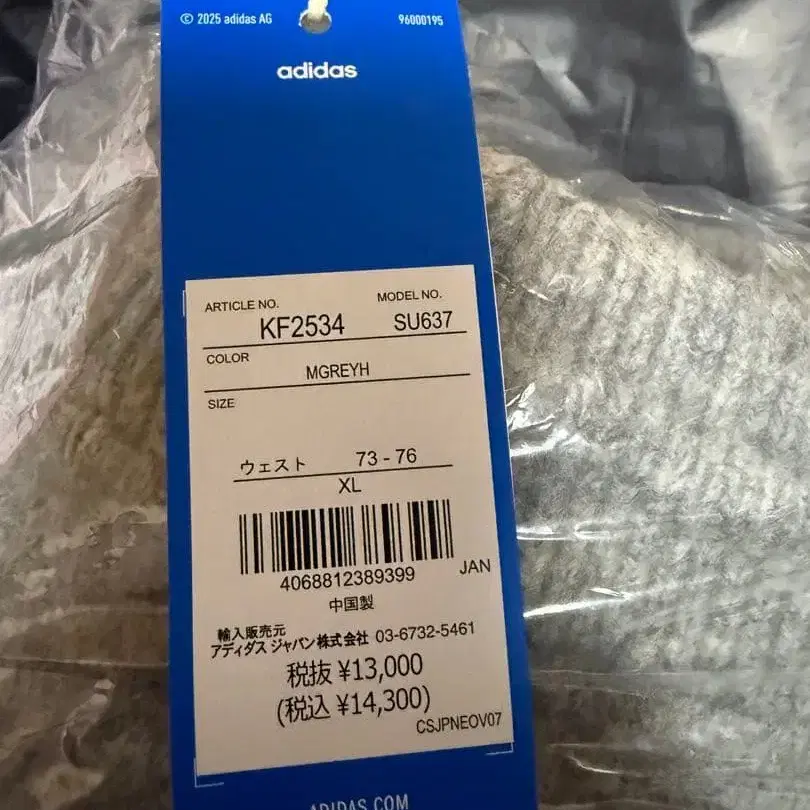 © 2025 adidas AG 96000195
adidas
ARTICLE NO. MODEL NO.
KF2534 SU637
COLOR
MGREYH
SIZE
ウェスト 73 - 76
XL
4068812389399 JAN
中国製
輸入販売元
アディダス ジャパン株式会社 03-6732-5461
税抜 ¥13,000
(税込 ¥14,300)
CSJPNEOV07
ADIDAS.COM